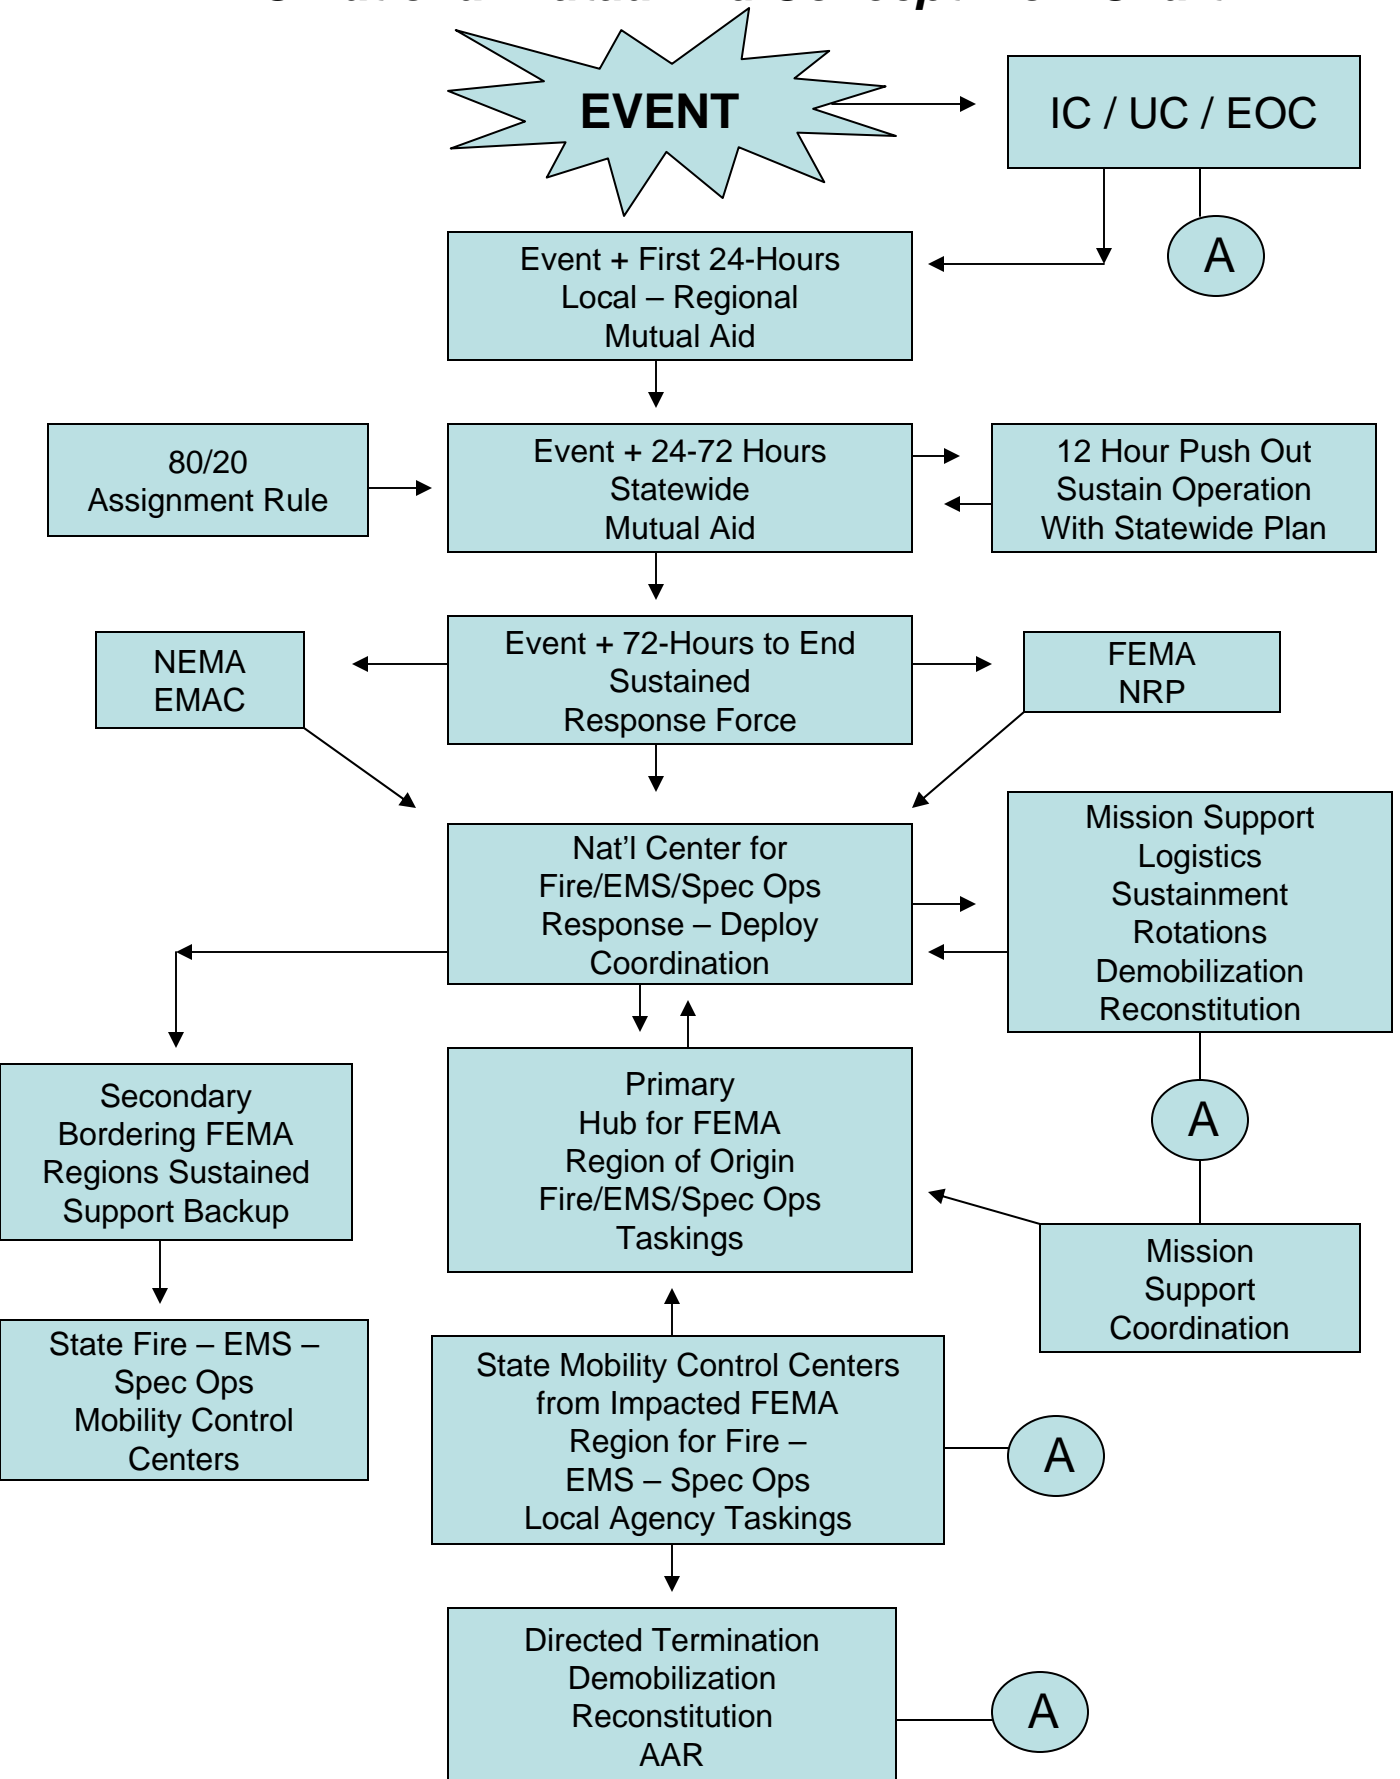 EVENT
IC / UC / EOC
A
Event + First 24-Hours
Local – Regional
Mutual Aid
80/20
Assignment Rule
Event + 24-72 Hours
Statewide
Mutual Aid
12 Hour Push Out
Sustain Operation
With Statewide Plan
NEMA
EMAC
Event + 72-Hours to End
Sustained
Response Force
FEMA
NRP
Nat’l Center for
Fire/EMS/Spec Ops
Response – Deploy
Coordination
Mission Support
Logistics
Sustainment
Rotations
Demobilization
Reconstitution
A
Secondary
Bordering FEMA
Regions Sustained
Support Backup
Primary
Hub for FEMA
Region of Origin
Fire/EMS/Spec Ops
Taskings
Mission
Support
Coordination
State Fire – EMS –
Spec Ops
Mobility Control
Centers
State Mobility Control Centers
from Impacted FEMA
Region for Fire –
EMS – Spec Ops
Local Agency Taskings
A
Directed Termination
Demobilization
Reconstitution
AAR
A